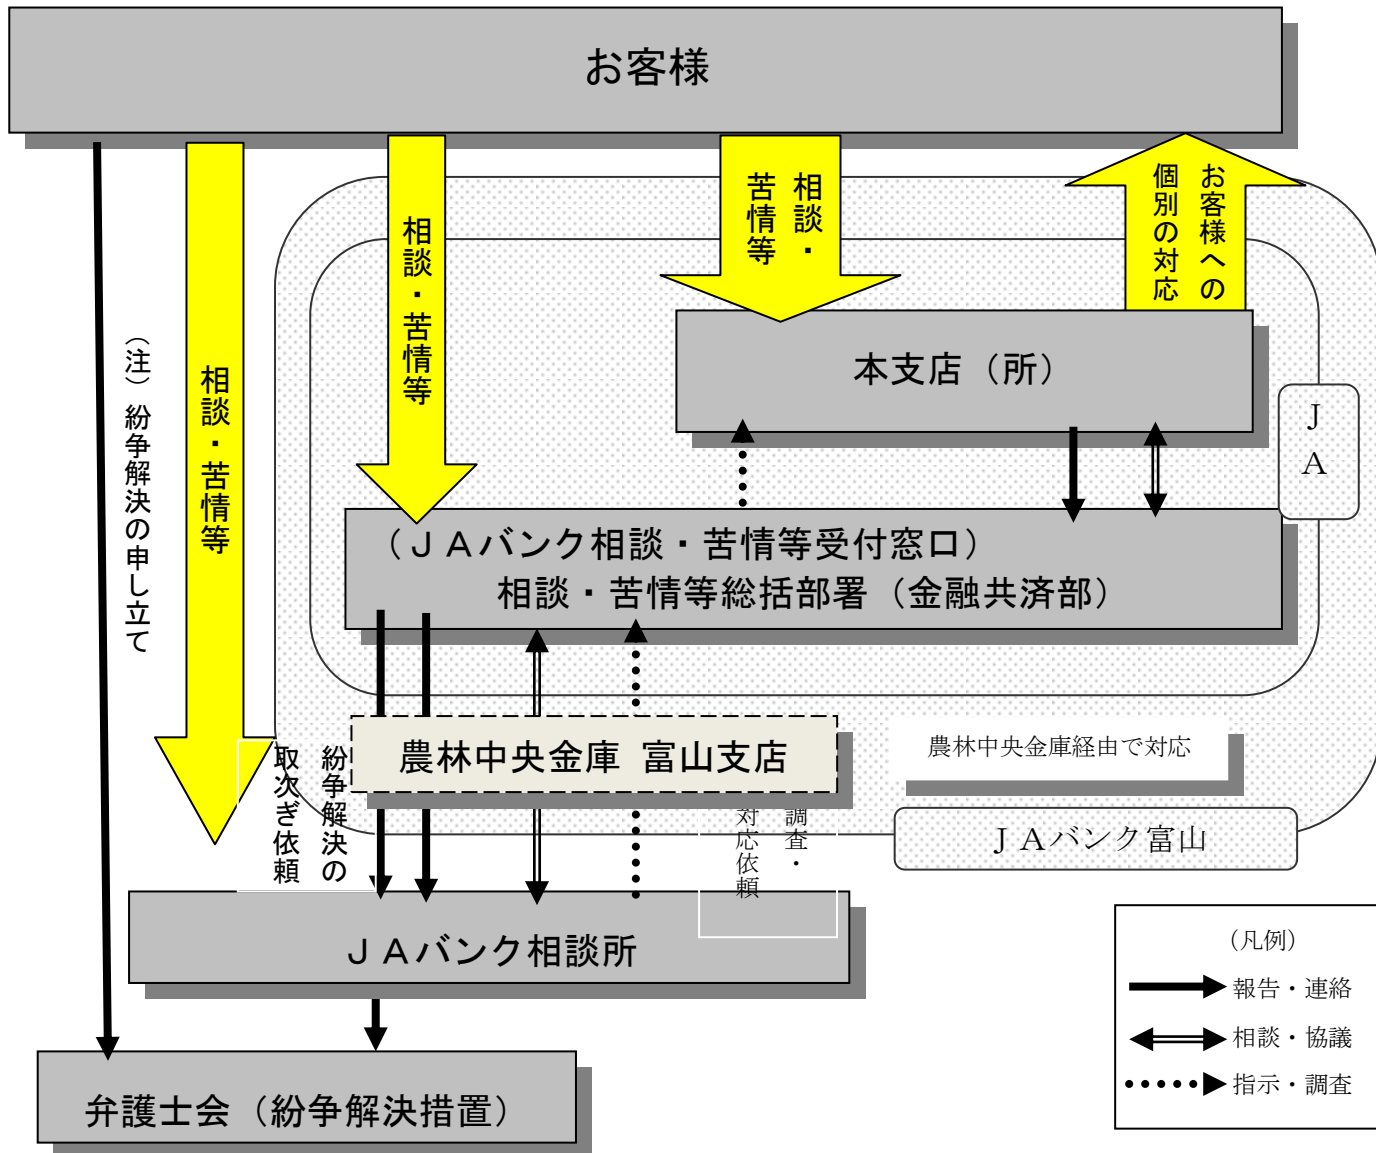 お客様
相談・
苦情等
お客様への
個別の対応
相談・苦情等
相談・苦情等
(注)紛争解決の申し立て
本支店(所)
JA
(JAバンク相談・苦情等受付窓口)
相談・苦情等総括部署(金融共済部)
農林中央金庫 富山支店
農林中央金庫経由で対応
紛争解決の
取次ぎ依頼
調査・
対応依頼
JAバンク富山
JAバンク相談所
弁護士会(紛争解決措置)
(凡例)
報告・連絡
相談・協議
指示・調査